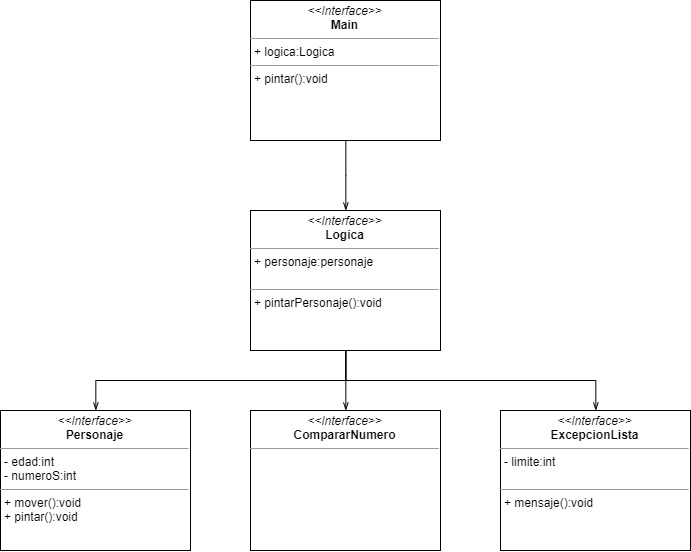 <<Interface>>
Main
+ logica:Logica
+ pintar():void
<<Interface>>
Logica
+ personaje:personaje
+ pintarPersonaje():void
<<Interface>>
Personaje
- edad:int
- numeroS:int
+ mover():void
+ pintar():void
<<Interface>>
CompararNumero
<<Interface>>
ExcepcionLista
- limite:int
+ mensaje():void